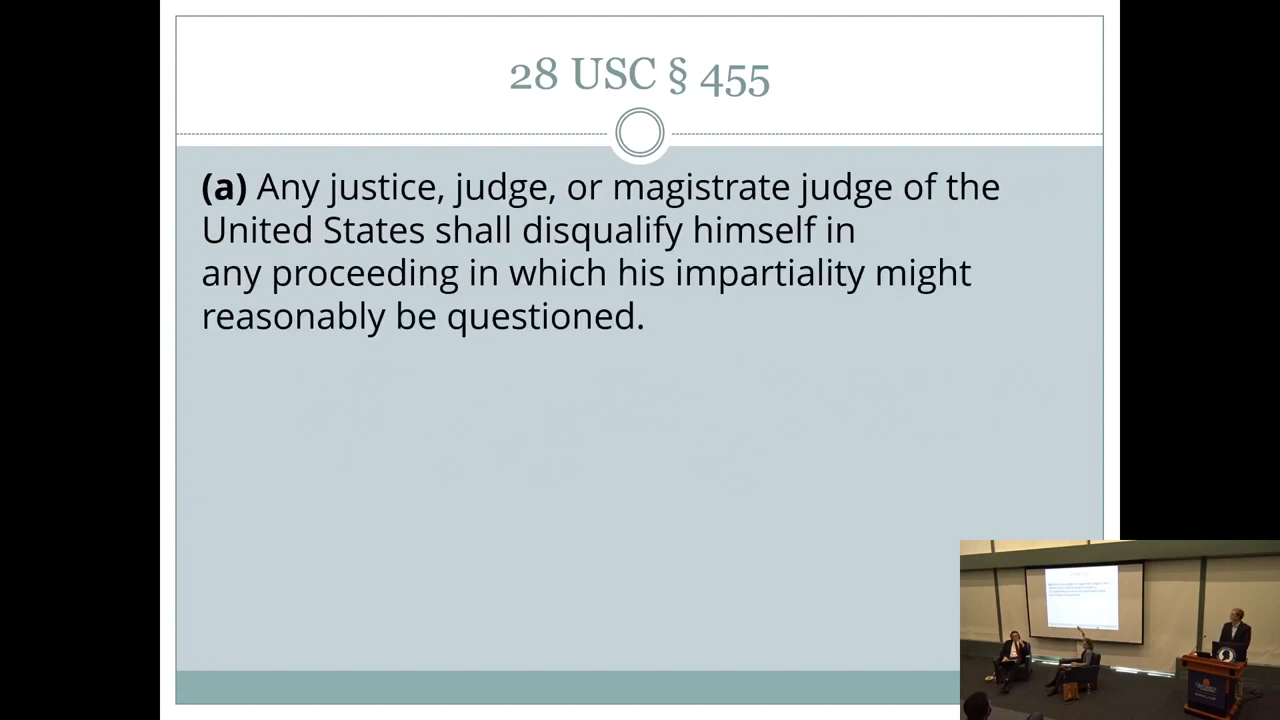 28 USC § 455
(a) Any justice, judge, or magistrate judge of the
United States shall disqualify himself in
any proceeding in which his impartiality might
reasonably be questioned.